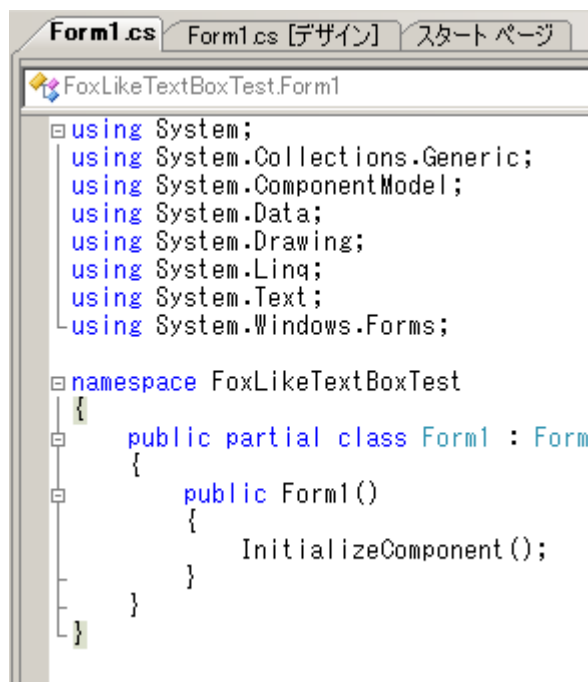 Form1.cs Form1.cs [デザイン] スタート ページ
FoxLikeTextBoxTest.Form1
using System;
using System.Collections.Generic;
using System.ComponentModel;
using System.Data;
using System.Drawing;
using System.Linq;
using System.Text;
using System.Windows.Forms;
namespace FoxLikeTextBoxTest
{
public partial class Form1 : Form
{
public Form1()
{
InitializeComponent();
}
}
}